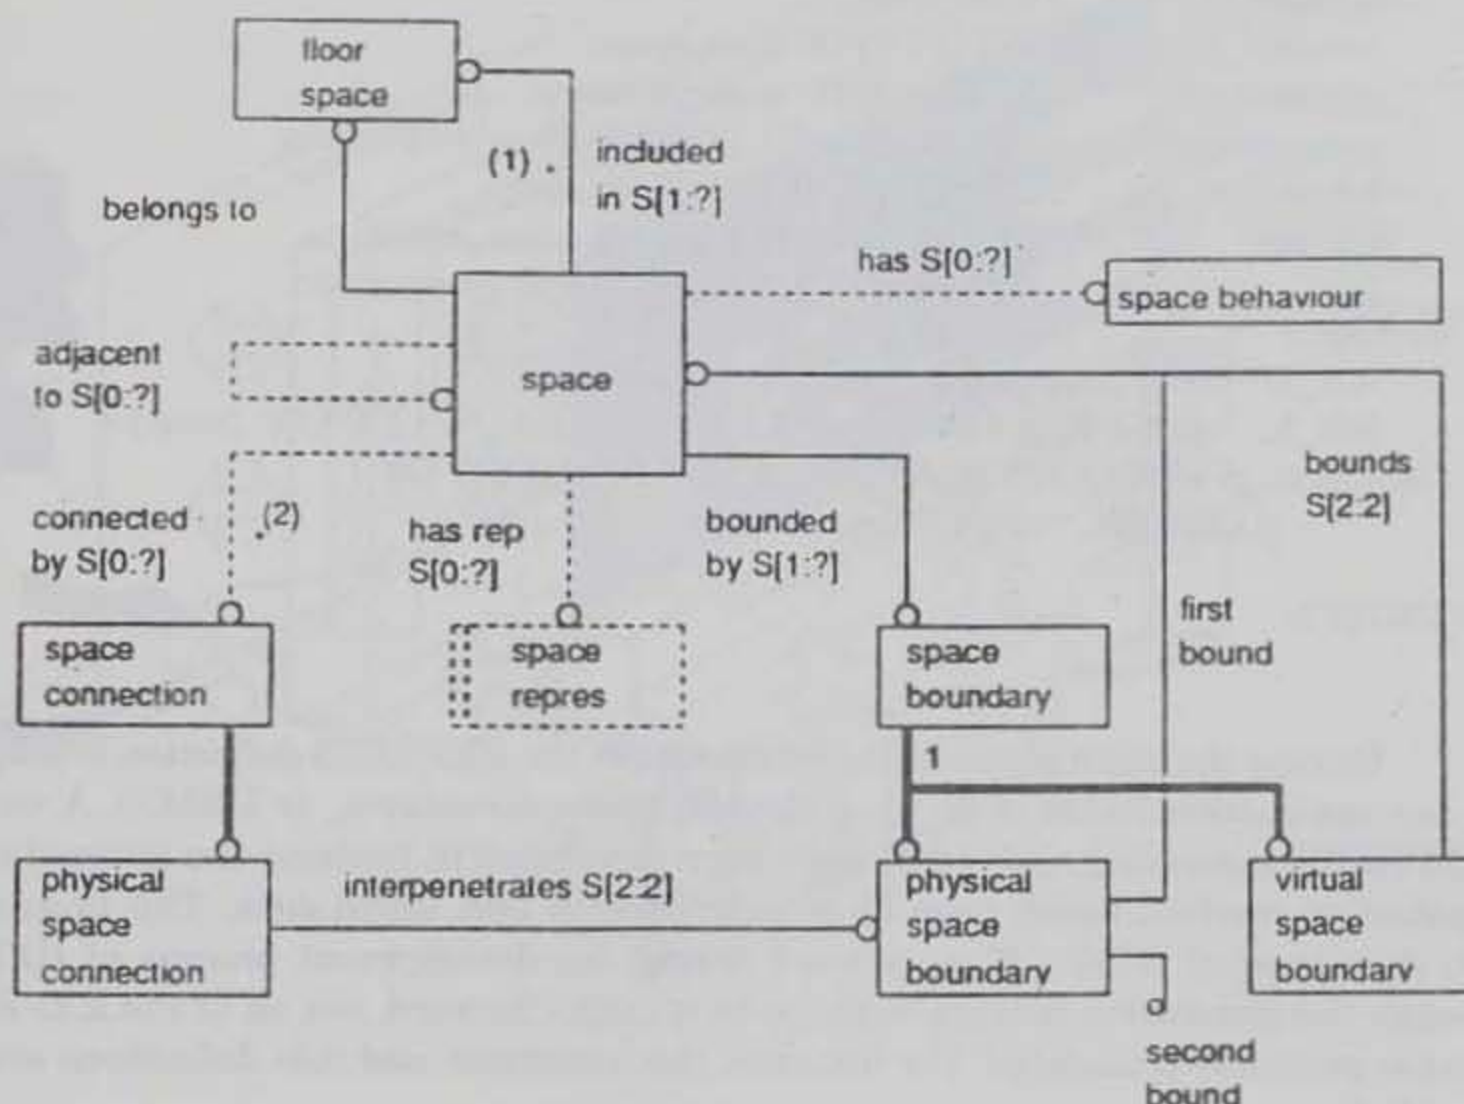 floor
space
(1)
included
in S[1:?]
belongs to
has S[0:?]
space behaviour
adjacent
to S[0:?]
space
bounds
S[2:2]
connected
by S[0:?]
(2)
has rep
S[0:?]
bounded
by S[1:?]
first
bound
space
connection
space
repres
space
boundary
1
physical
space
connection
interpenetrates S[2:2]
physical
space
boundary
virtual
space
boundary
second
bound